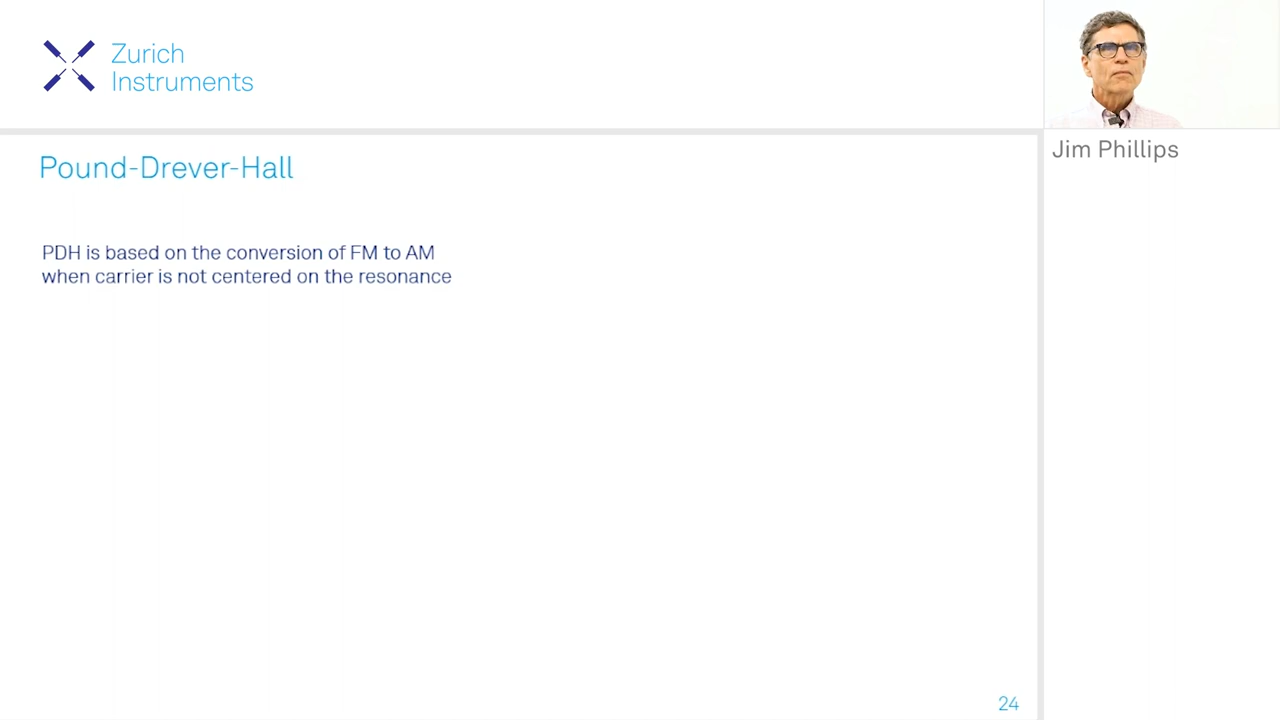 Zurich
Instruments
Jim Phillips
Pound-Drever-Hall
PDH is based on the conversion of FM to AM
when carrier is not centered on the resonance
24